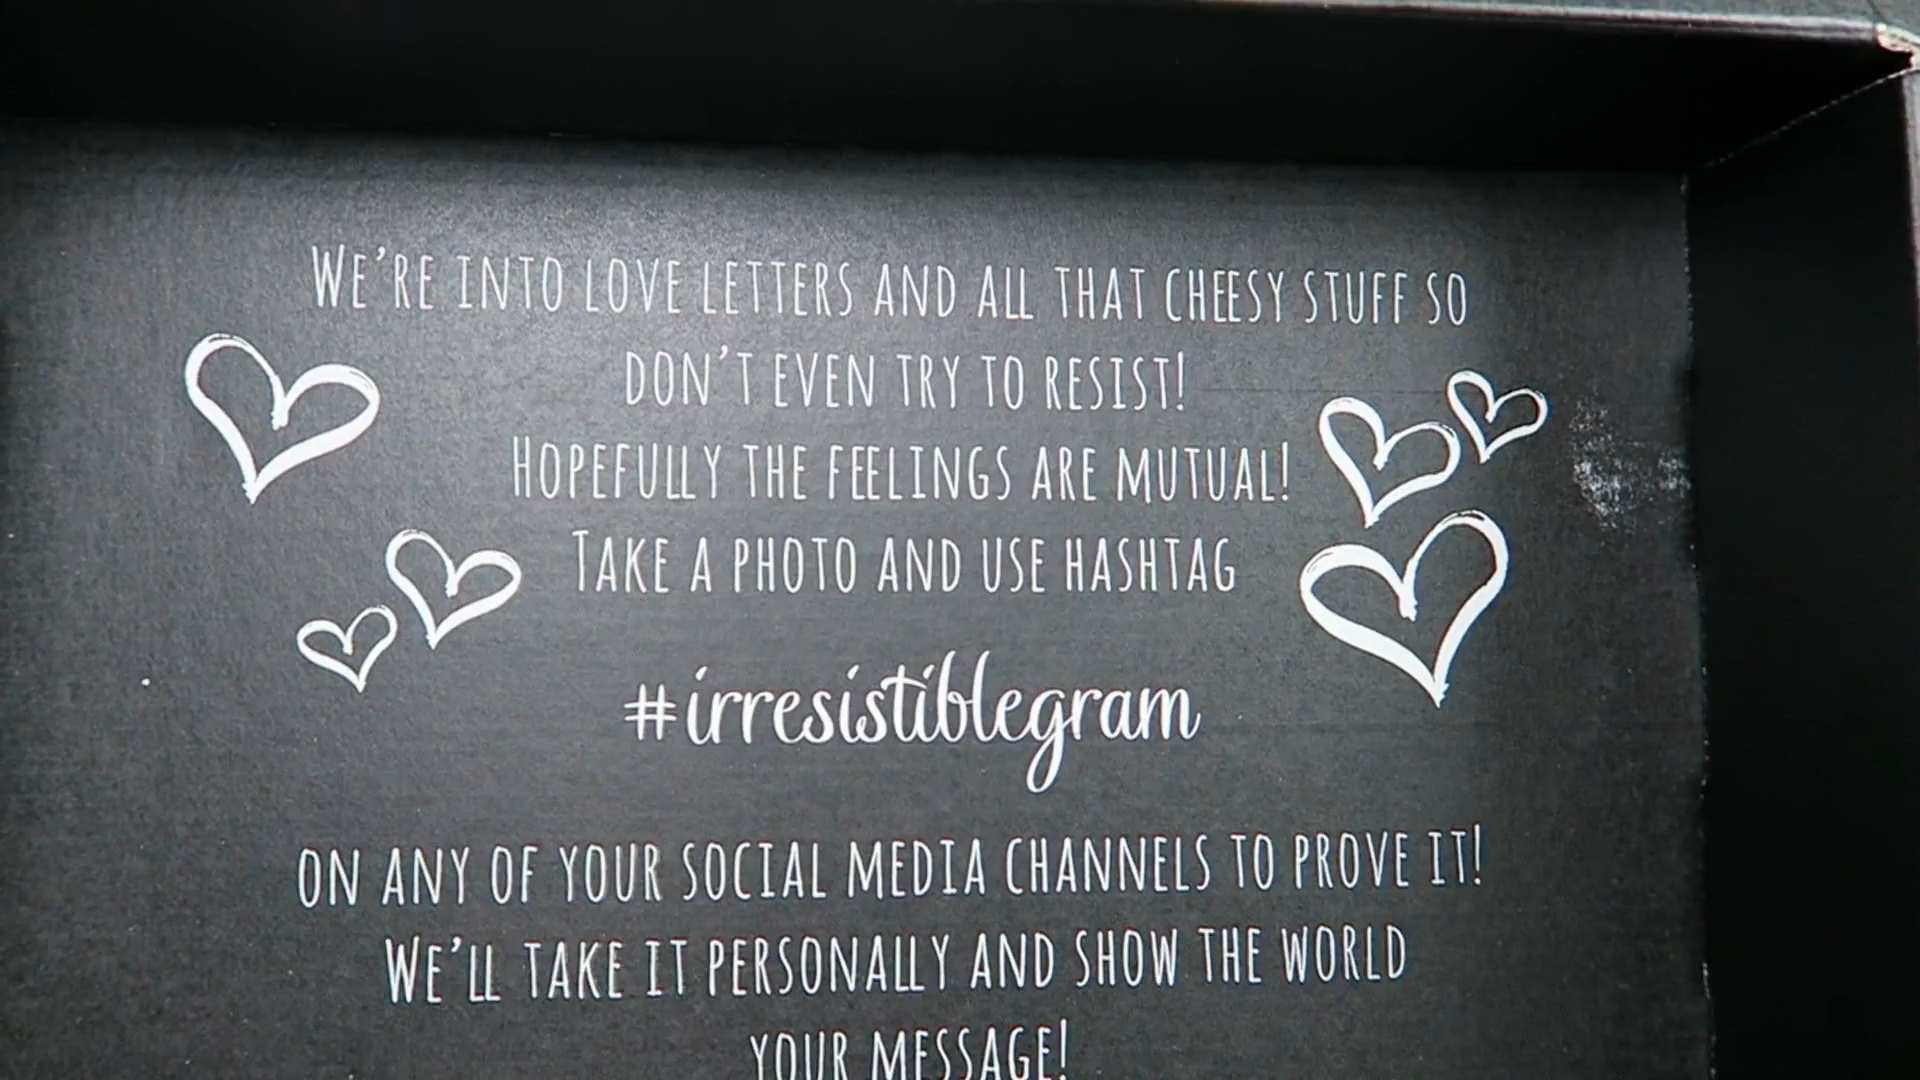 We're into love letters and all that cheesy stuff so
don't even try to resist!
Hopefully the feelings are mutual!
Take a photo and use hashtag
#irresistiblegram
on any of your social media channels to prove it!
We'll take it personally and show the world
your message!